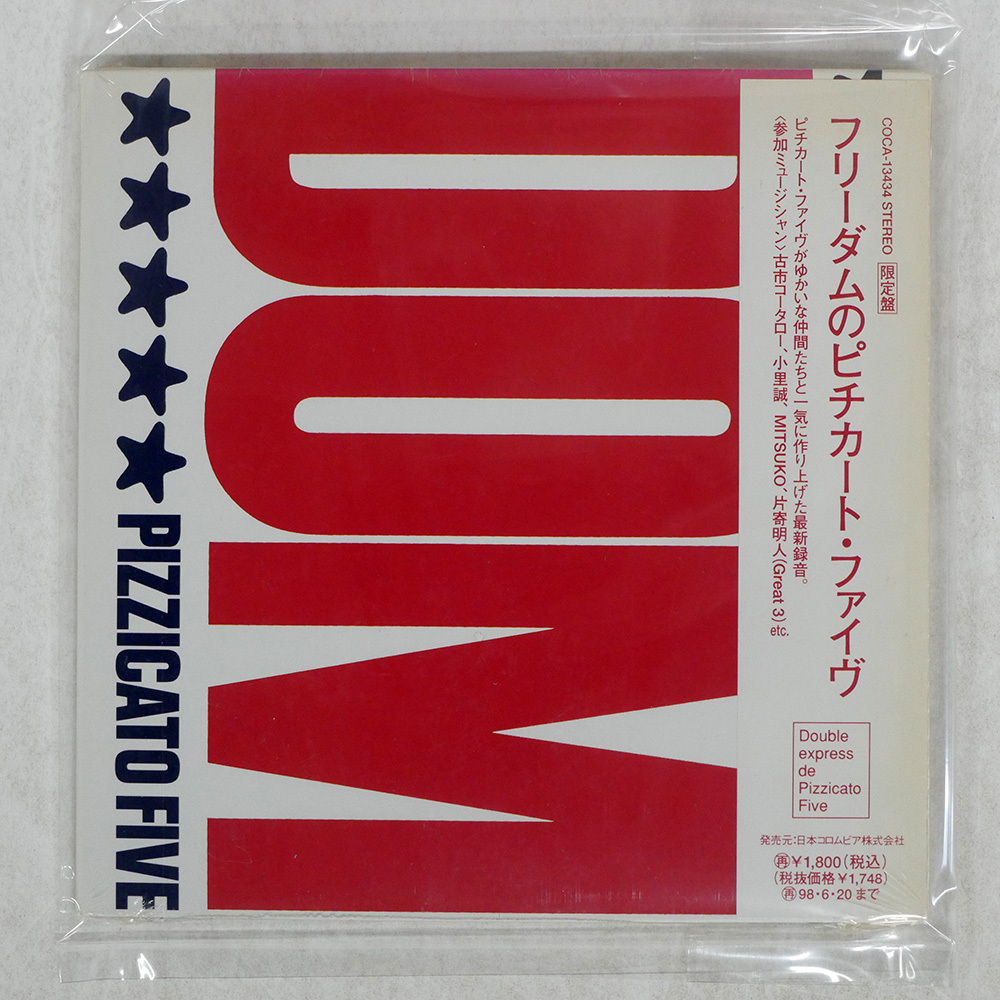 ★★★★★ PIZZICATO FIVE
DOM
COCA-13434 STEREO 限定盤
フリーダムのピチカート・ファイヴ
ピチカート・ファイヴがゆかいな仲間たちと一気に作り上げた最新録音。
〈参加ミュージシャン〉古市コータロー、小里誠、MITSUKO、片寄明人(Great 3) etc.
Double
express
de
Pizzicato
Five
発売元:日本コロムビア株式会社
再¥1,800(税込)
(税抜価格¥1,748)
再98・6・20まで